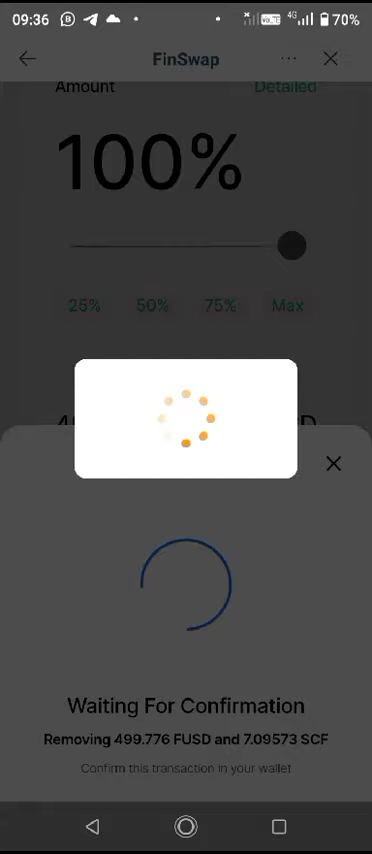 09:36 4G 70%
FinSwap
Amount Detailed
100%
25% 50% 75% Max
Waiting For Confirmation
Removing 499.776 FUSD and 7.09573 SCF
Confirm this transaction in your wallet